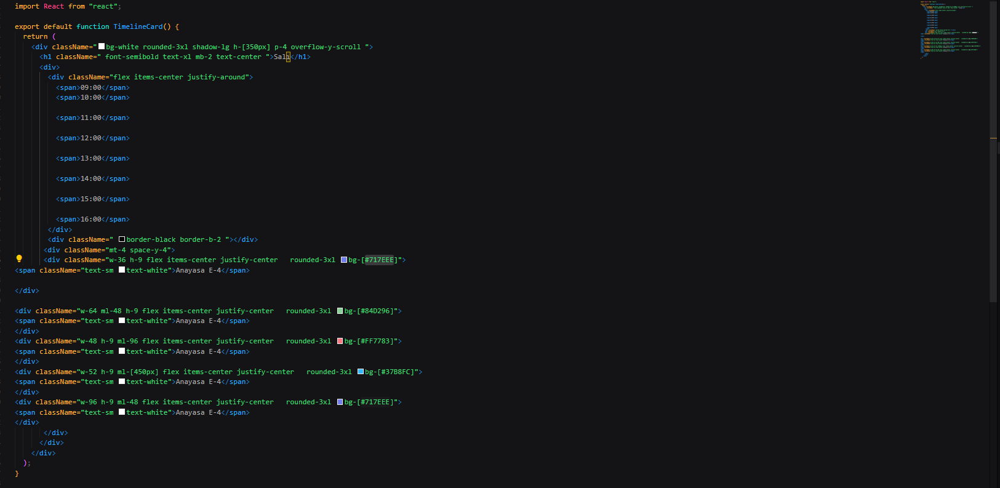 import React from "react";
export default function TimelineCard() {
return (
<div className="bg-white rounded-3xl shadow-lg h-[350px] p-4 overflow-y-scroll ">
<h1 className=" font-semibold text-xl mb-2 text-center ">Salı</h1>
<div>
<div className="flex items-center justify-around">
<span>09:00</span>
<span>10:00</span>
<span>11:00</span>
<span>12:00</span>
<span>13:00</span>
<span>14:00</span>
<span>15:00</span>
<span>16:00</span>
</div>
<div className=" border-black border-b-2 "></div>
<div className="mt-4 space-y-4">
<div className="w-36 h-9 flex items-center justify-center   rounded-3xl bg-[#717EEE]">
<span className="text-sm text-white">Anayasa E-4</span>
</div>
<div className="w-64 ml-48 h-9 flex items-center justify-center   rounded-3xl bg-[#84D296]">
<span className="text-sm text-white">Anayasa E-4</span>
</div>
<div className="w-48 h-9 ml-96 flex items-center justify-center   rounded-3xl bg-[#FF7783]">
<span className="text-sm text-white">Anayasa E-4</span>
</div>
<div className="w-52 h-9 ml-[450px] flex items-center justify-center   rounded-3xl bg-[#37B8FC]">
<span className="text-sm text-white">Anayasa E-4</span>
</div>
<div className="w-96 h-9 ml-48 flex items-center justify-center   rounded-3xl bg-[#717EEE]">
<span className="text-sm text-white">Anayasa E-4</span>
</div>
</div>
</div>
</div>
);
}